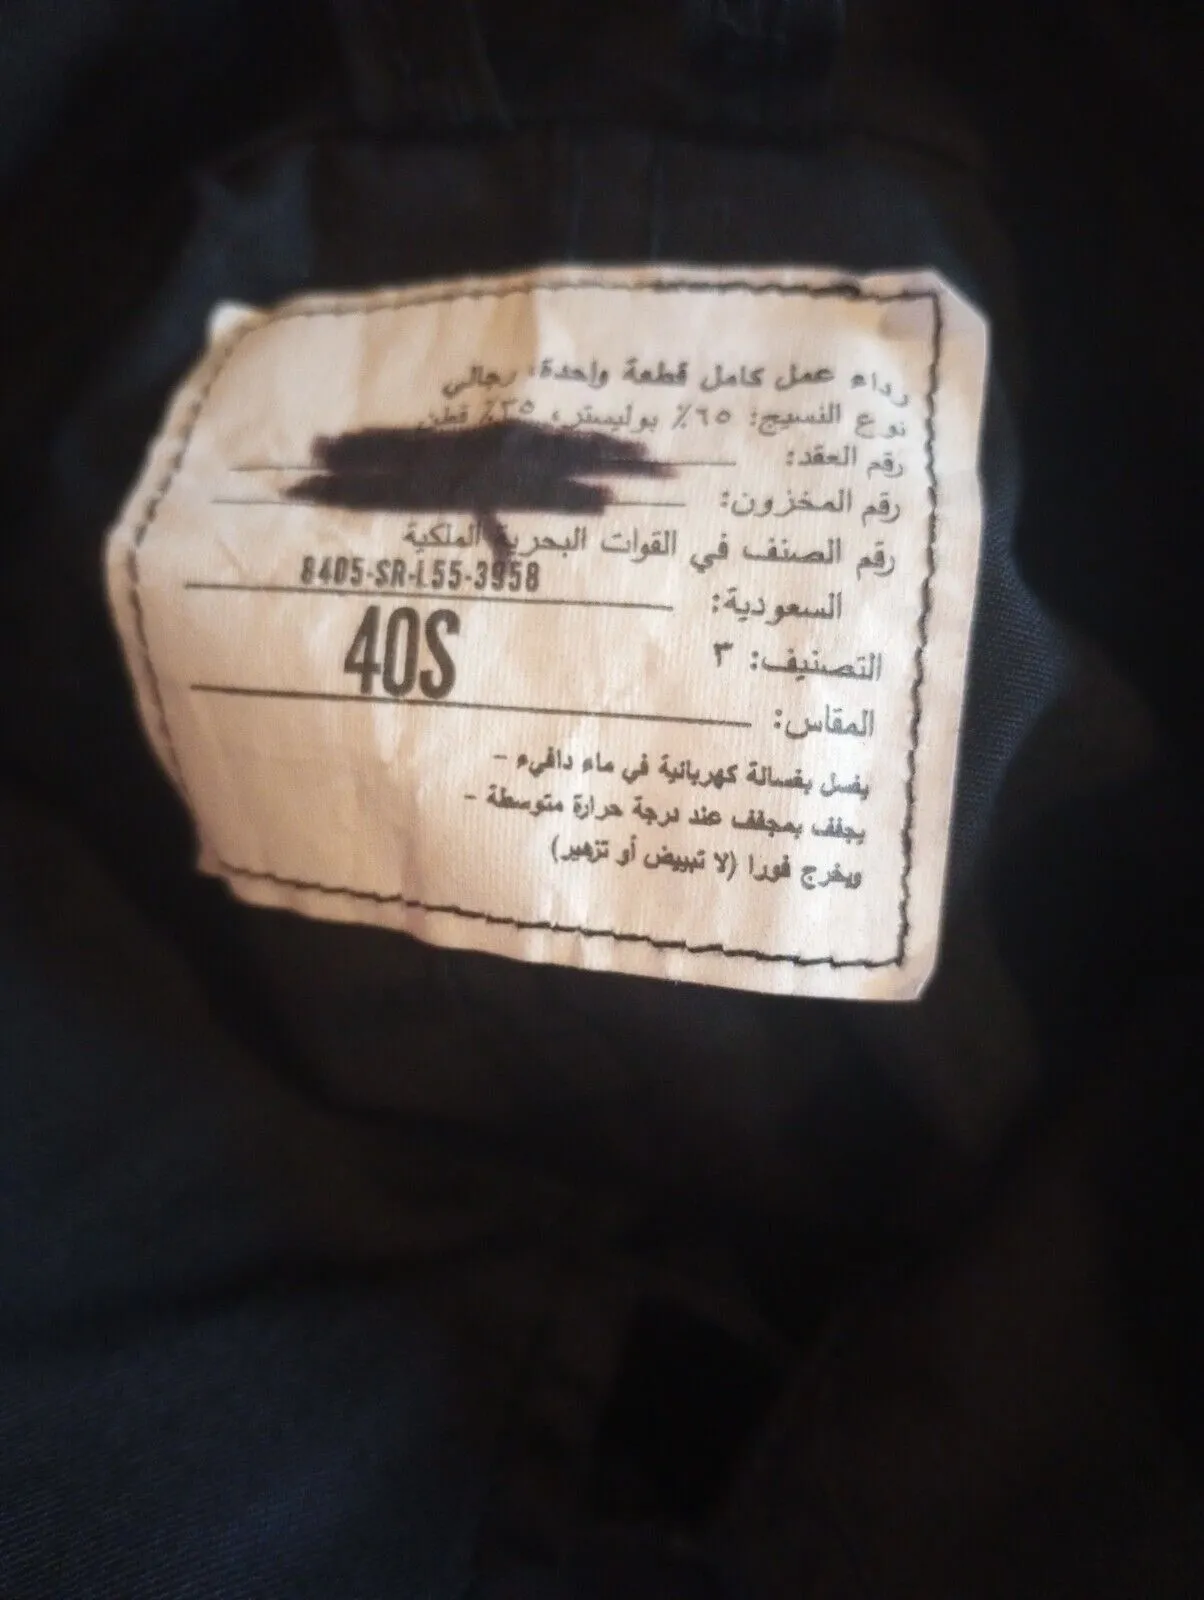 رداء عمل كامل قطعة واحدة، رجالي
نوع النسيج: ٦٥٪ بوليستر، ٣٥٪ قطن
رقم العقد:
رقم المخزون:
رقم الصنف في القوات البحرية الملكية
8405-SR-L55-3958
السعودية:
التصنيف: ٣
40S
المقاس:
يغسل بغسالة كهربائية في ماء دافيء -
يجفف بمجفف عند درجة حرارة متوسطة -
ويخرج فورا (لا تبييض أو تزهير)